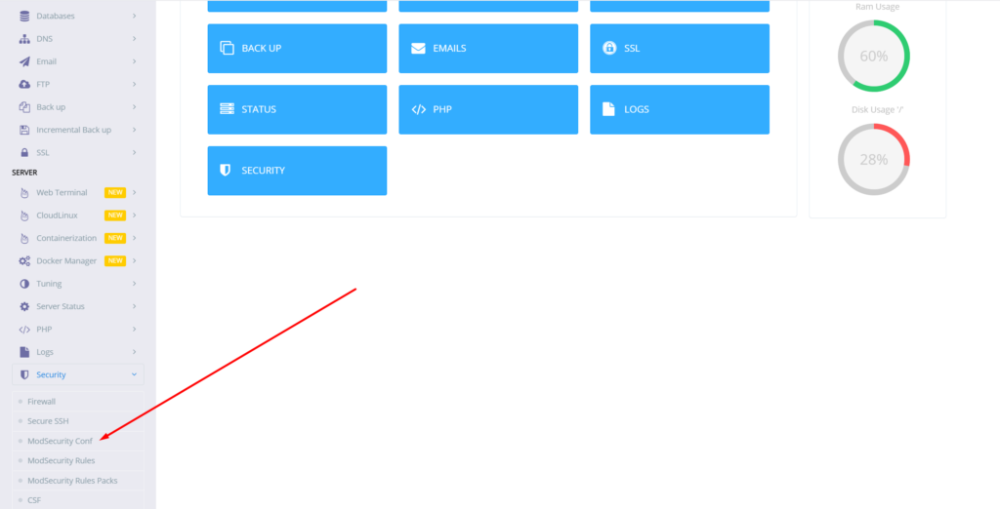 Databases
DNS
Email
FTP
Back up
Incremental Back up
SSL
SERVER
Web Terminal NEW
CloudLinux NEW
Containerization NEW
Docker Manager NEW
Tuning
Server Status
PHP
Logs
Security
Firewall
Secure SSH
ModSecurity Conf
ModSecurity Rules
ModSecurity Rules Packs
CSF
BACK UP
EMAILS
SSL
STATUS
PHP
LOGS
SECURITY
Ram Usage
60%
Disk Usage '/'
28%